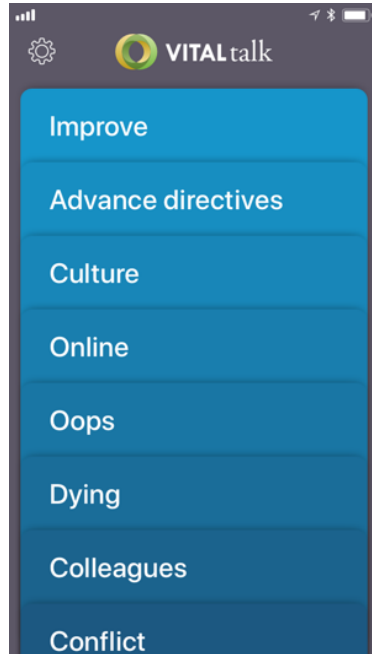 VITALtalk
Improve
Advance directives
Culture
Online
Oops
Dying
Colleagues
Conflict